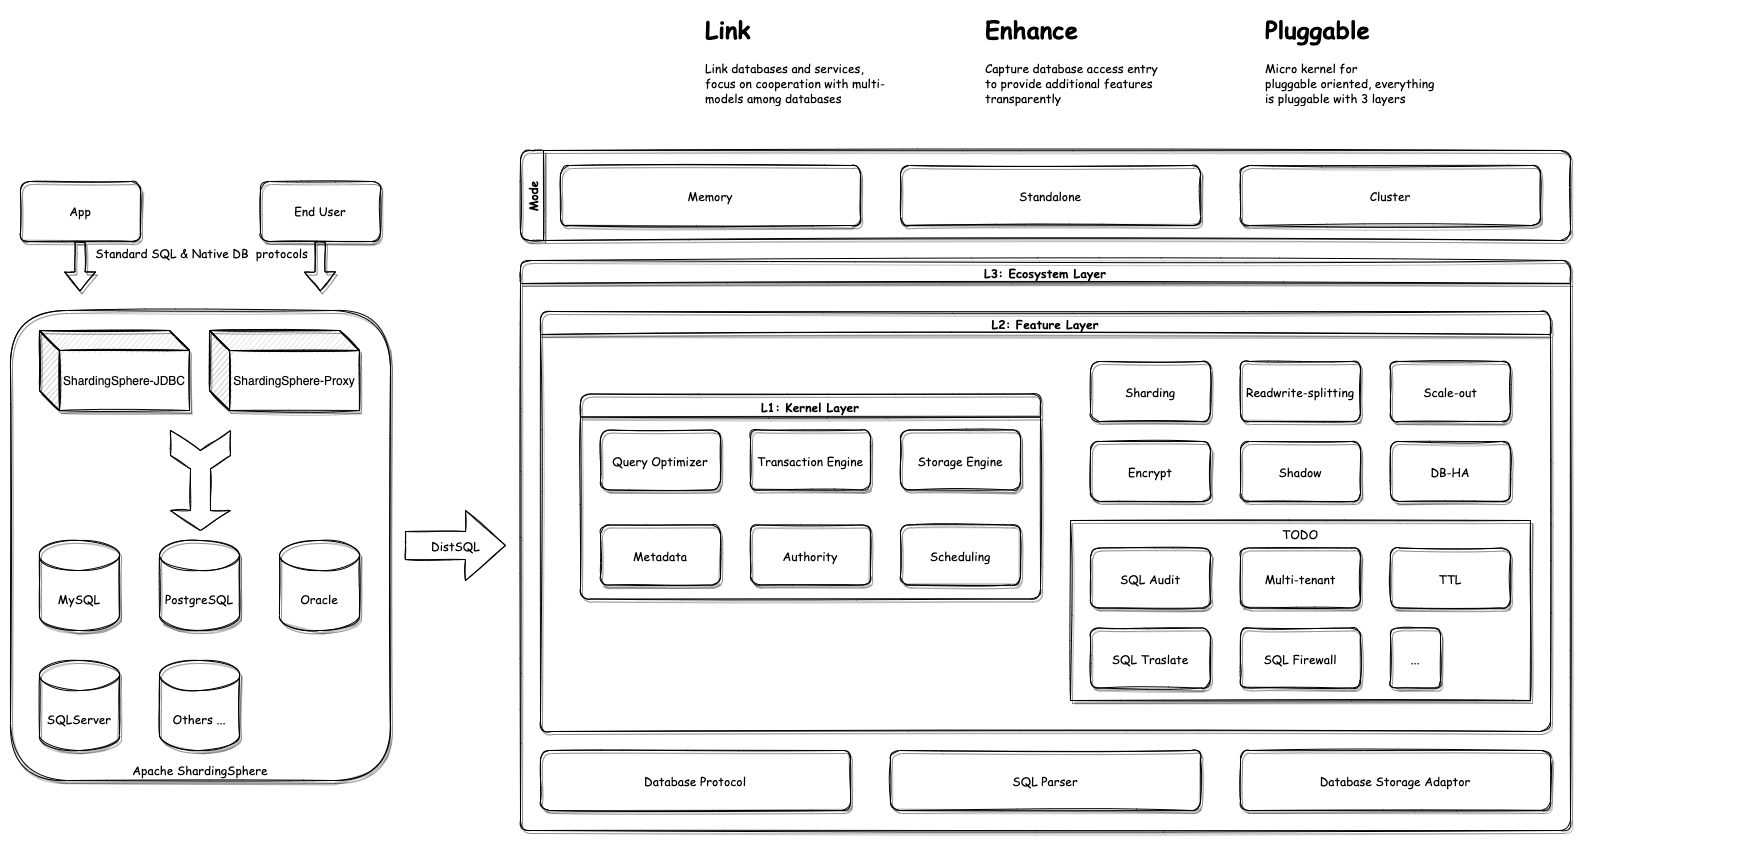 Link
Link databases and services,
focus on cooperation with multi-
models among databases
Enhance
Capture database access entry
to provide additional features
transparently
Pluggable
Micro kernel for
pluggable oriented, everything
is pluggable with 3 layers
App
End User
Standard SQL & Native DB protocols
ShardingSphere-JDBC
ShardingSphere-Proxy
MySQL
PostgreSQL
Oracle
SQLServer
Others ...
Apache ShardingSphere
DistSQL
Mode
Memory
Standalone
Cluster
L3: Ecosystem Layer
L2: Feature Layer
L1: Kernel Layer
Query Optimizer
Transaction Engine
Storage Engine
Metadata
Authority
Scheduling
Sharding
Readwrite-splitting
Scale-out
Encrypt
Shadow
DB-HA
TODO
SQL Audit
Multi-tenant
TTL
SQL Traslate
SQL Firewall
...
Database Protocol
SQL Parser
Database Storage Adaptor